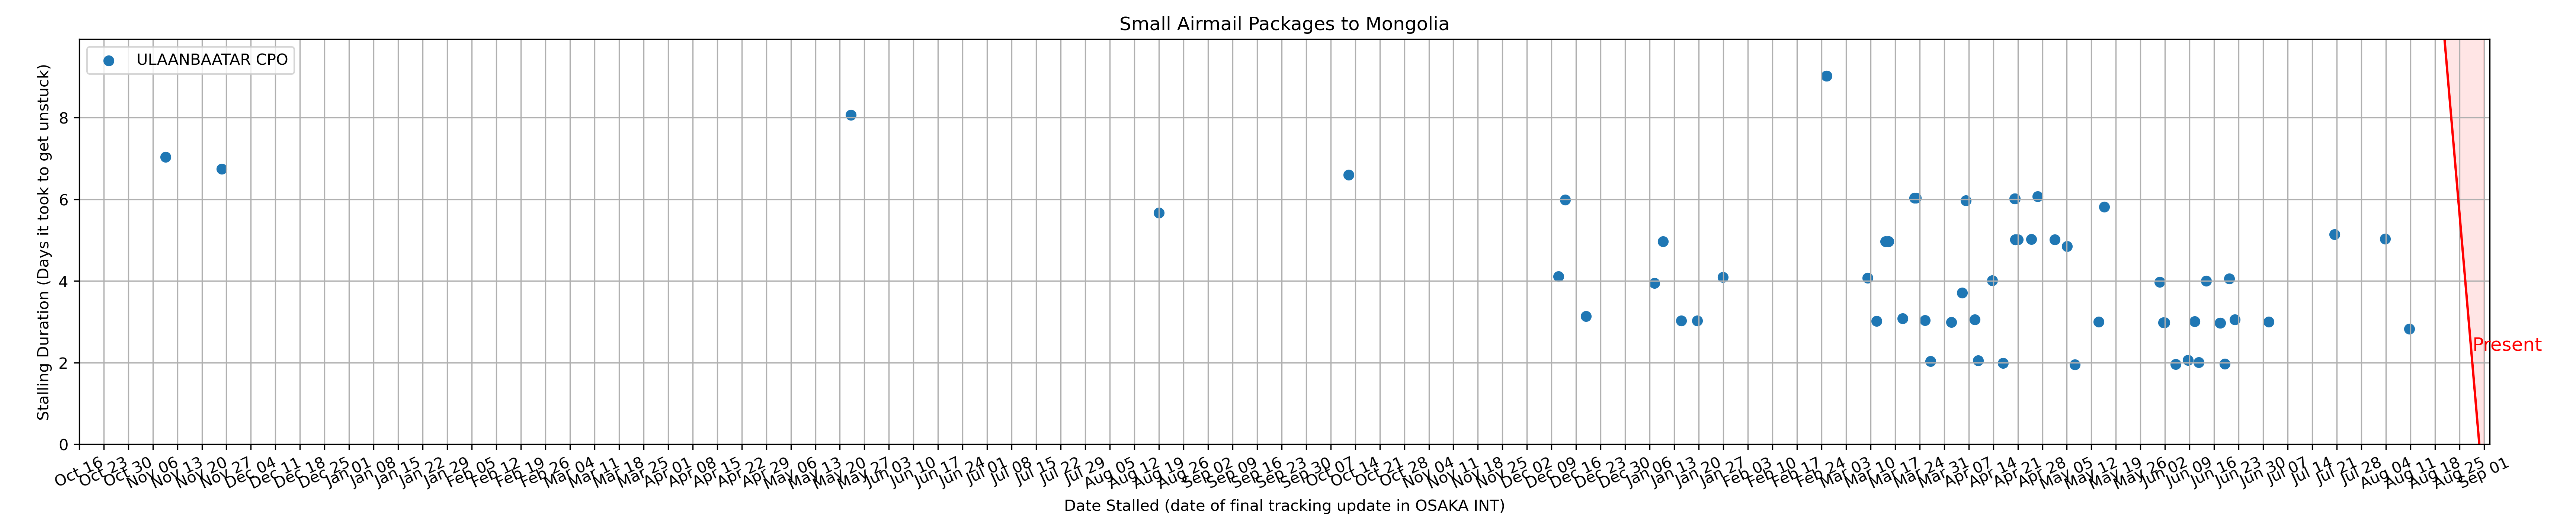 Small Airmail Packages to Mongolia
ULAANBAATAR CPO
Stalling Duration (Days it took to get unstuck)
8
6
4
2
0
Present
Oct 16
Oct 23
Oct 30
Nov 06
Nov 13
Nov 20
Nov 27
Dec 04
Dec 11
Dec 18
Dec 25
Jan 01
Jan 08
Jan 15
Jan 22
Jan 29
Feb 05
Feb 12
Feb 19
Feb 26
Mar 04
Mar 11
Mar 18
Mar 25
Apr 01
Apr 08
Apr 15
Apr 22
Apr 29
May 06
May 13
May 20
May 27
Jun 03
Jun 10
Jun 17
Jun 24
Jul 01
Jul 08
Jul 15
Jul 22
Jul 29
Aug 05
Aug 12
Aug 19
Aug 26
Sep 02
Sep 09
Sep 16
Sep 23
Sep 30
Oct 07
Oct 14
Oct 21
Oct 28
Nov 04
Nov 11
Nov 18
Nov 25
Dec 02
Dec 09
Dec 16
Dec 23
Dec 30
Jan 06
Jan 13
Jan 20
Jan 27
Feb 03
Feb 10
Feb 17
Feb 24
Mar 03
Mar 10
Mar 17
Mar 24
Mar 31
Apr 07
Apr 14
Apr 21
Apr 28
May 05
May 12
May 19
May 26
Jun 02
Jun 09
Jun 16
Jun 23
Jun 30
Jul 07
Jul 14
Jul 21
Jul 28
Aug 04
Aug 11
Aug 18
Aug 25
Sep 01
Date Stalled (date of final tracking update in OSAKA INT)